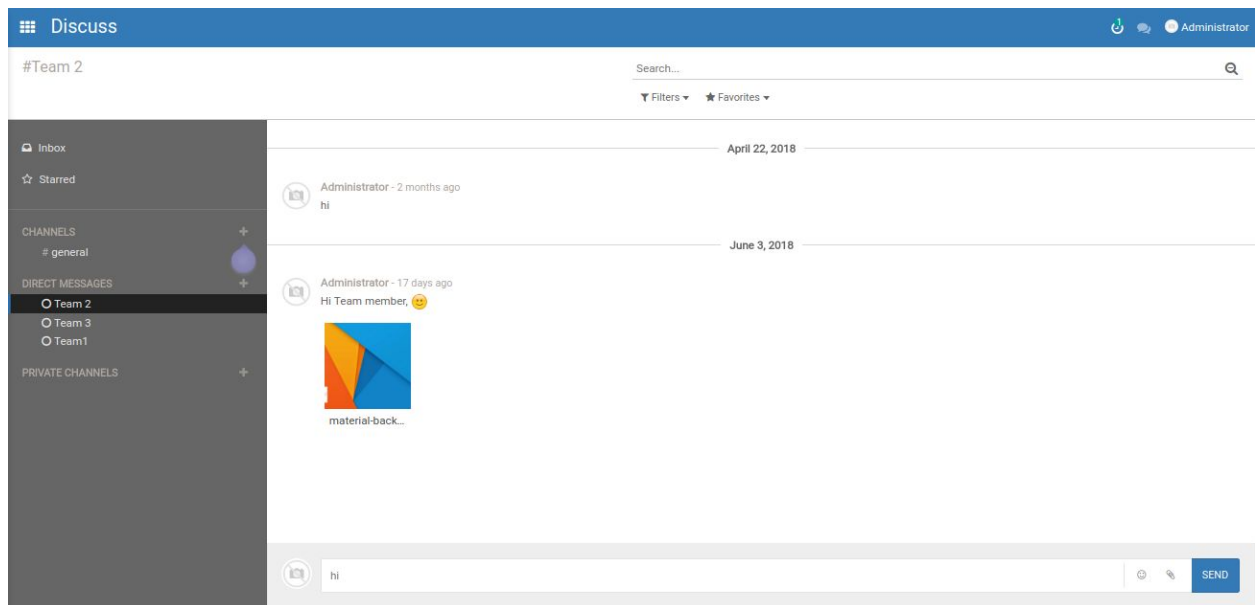 Discuss
1
Administrator
#Team 2
Search...
Filters
Favorites
Inbox
Starred
CHANNELS
# general
DIRECT MESSAGES
Team 2
Team 3
Team1
PRIVATE CHANNELS
April 22, 2018
Administrator - 2 months ago
hi
June 3, 2018
Administrator - 17 days ago
Hi Team member,
material-back...
hi
SEND